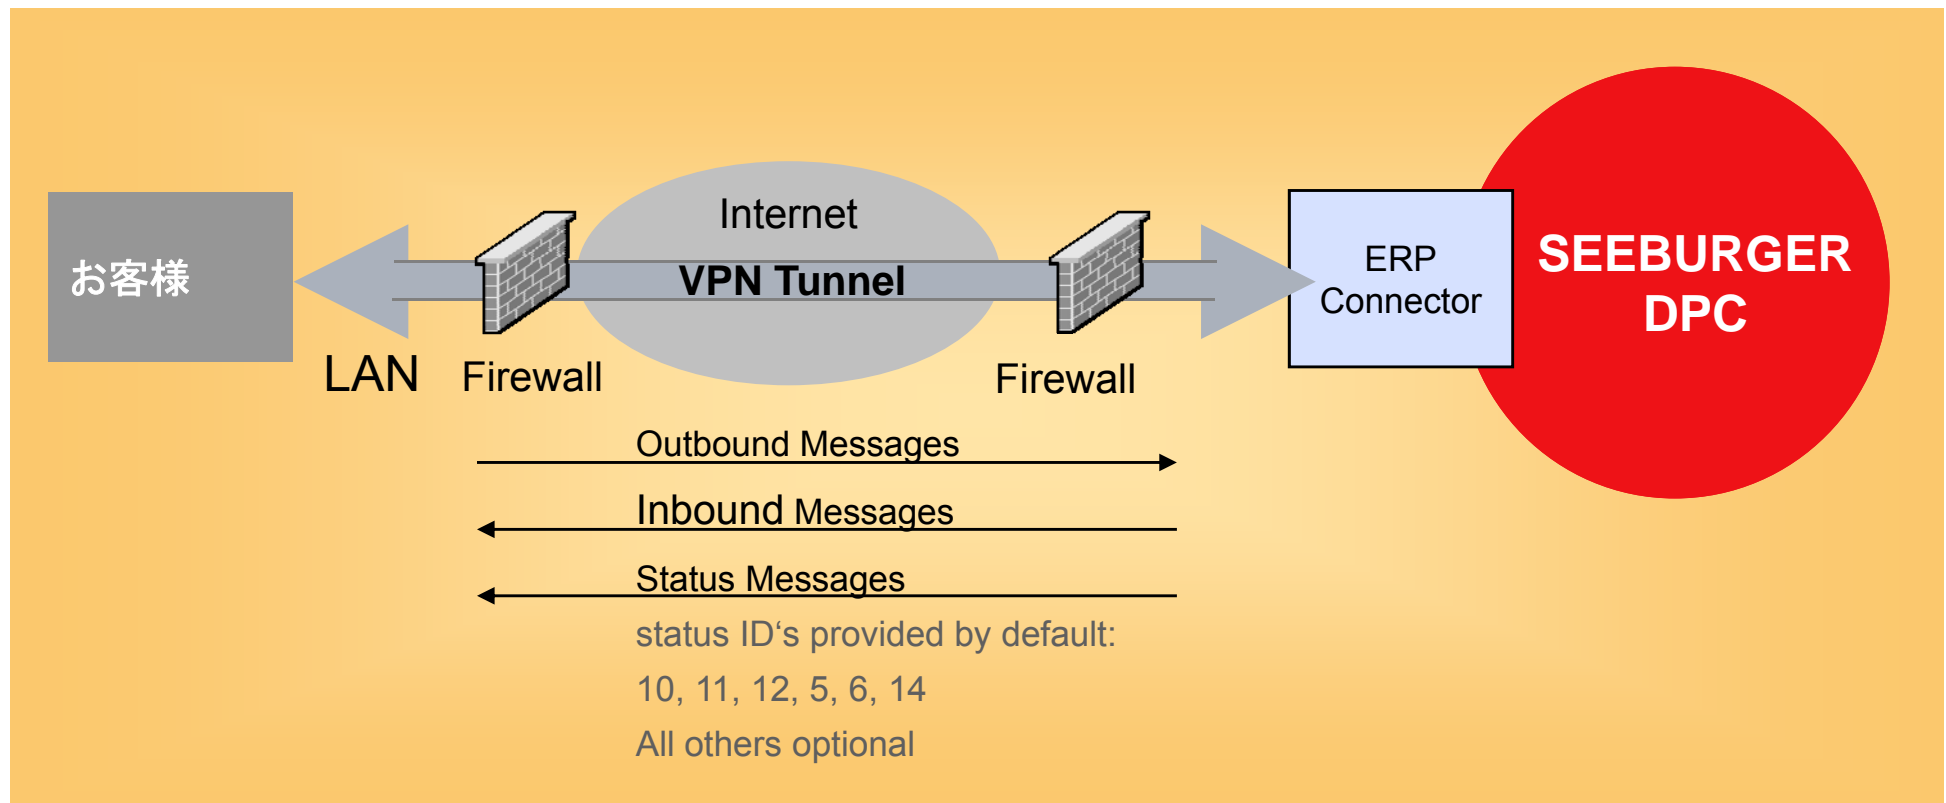 Internet
VPN Tunnel
お客様
ERP
Connector
SEEBURGER
DPC
LAN
Firewall
Firewall
Outbound Messages
Inbound Messages
Status Messages
status ID‘s provided by default:
10, 11, 12, 5, 6, 14
All others optional